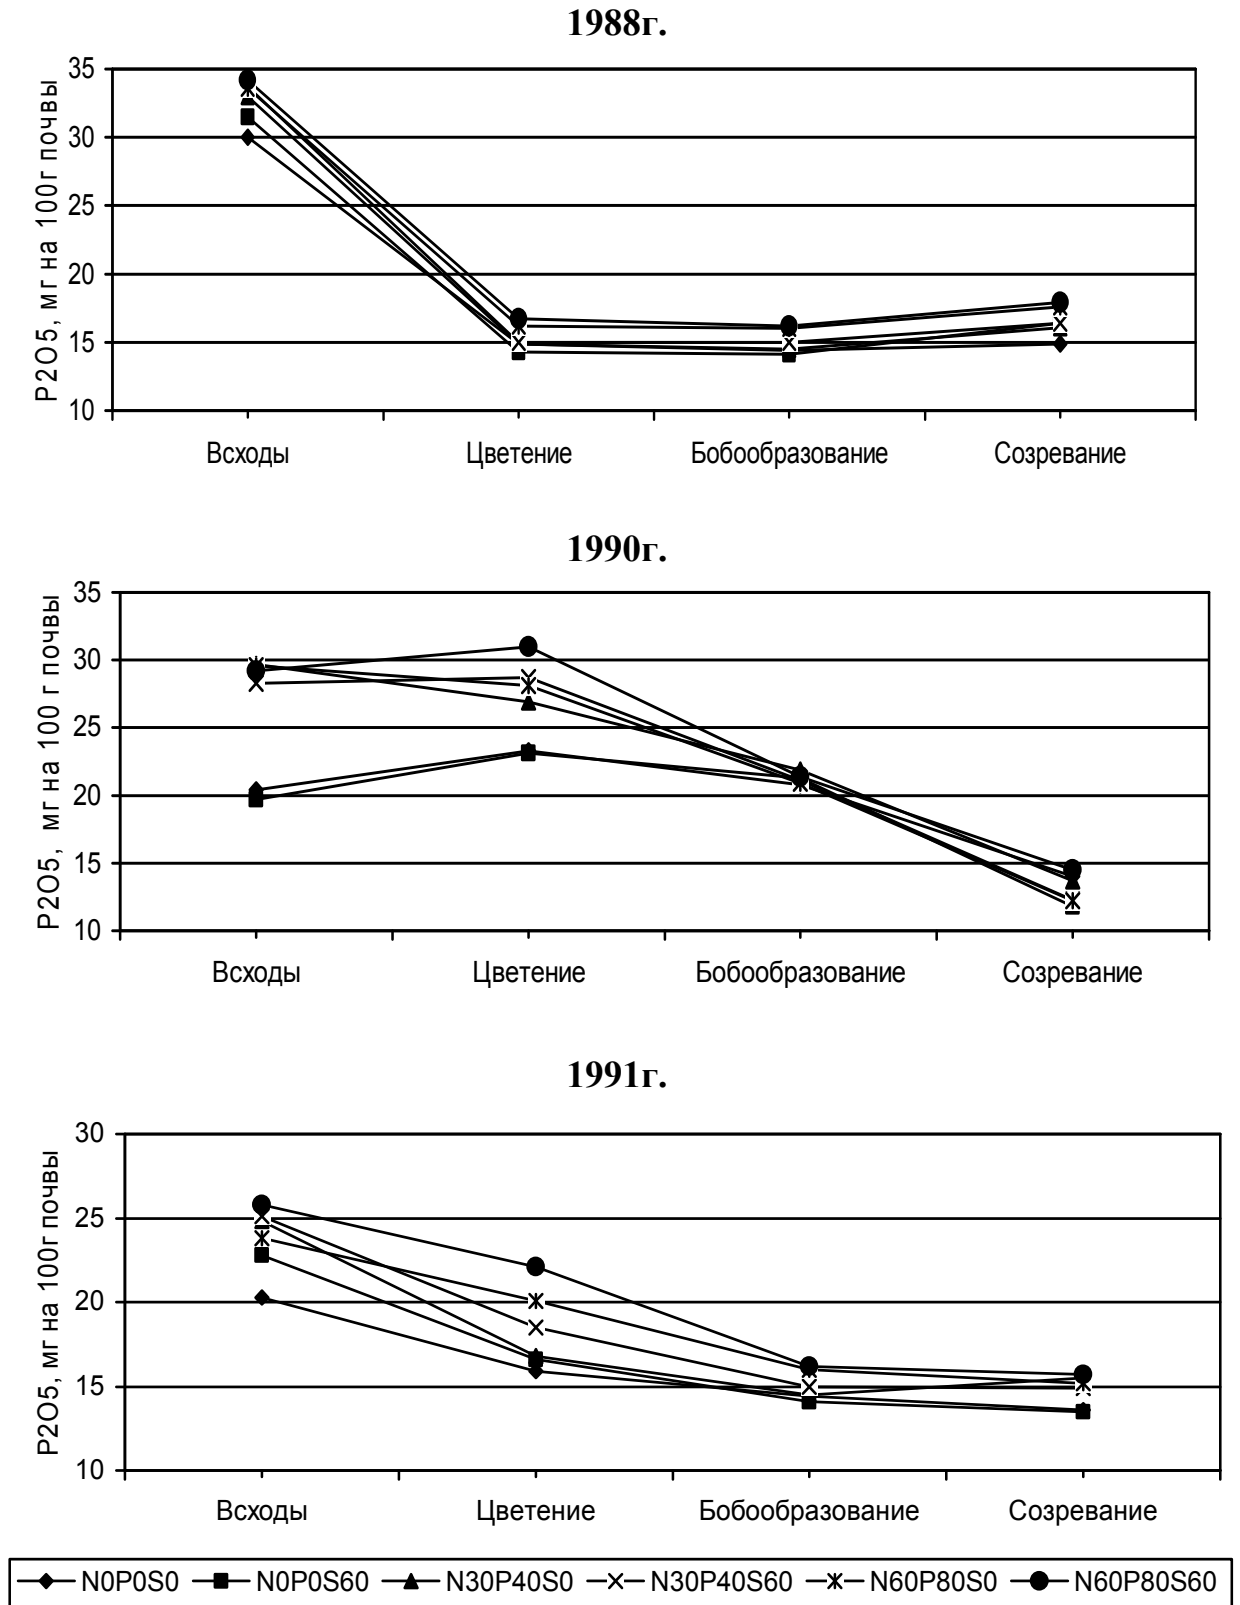 1988г.
P2O5, мг на 100г почвы
35
30
25
20
15
10
Всходы Цветение Бобообразование Созревание
1990г.
P2O5, мг на 100 г почвы
35
30
25
20
15
10
Всходы Цветение Бобообразование Созревание
1991г.
P2O5, мг на 100г почвы
30
25
20
15
10
Всходы Цветение Бобообразование Созревание
N0P0S0 N0P0S60 N30P40S0 N30P40S60 N60P80S0 N60P80S60